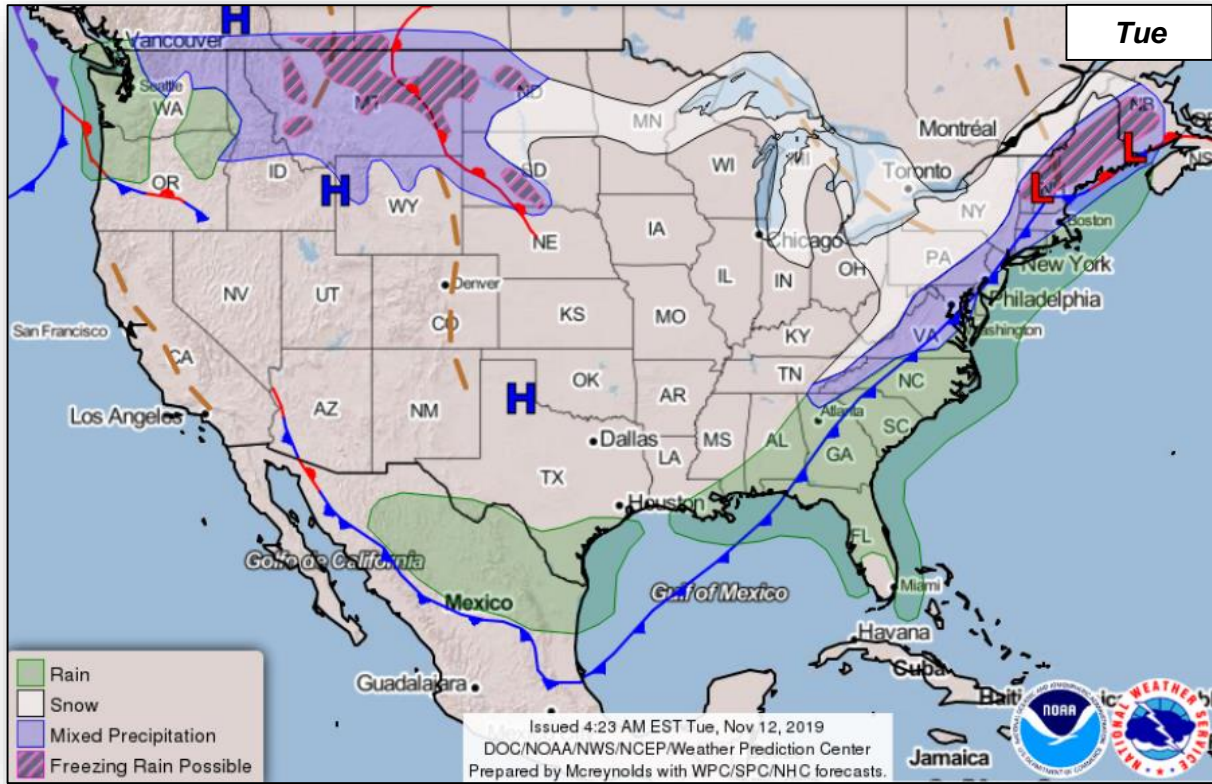 Tue
H
Vancouver
Seattle
WA
MT
ND
MN
Montréal
NB
NS
L
L
OR
ID
H
WY
SD
WI
MI
Toronto
NY
Boston
NE
IA
Chicago
PA
New York
NV
UT
Denver
CO
KS
IL
IN
OH
Philadelphia
Washington
San Francisco
CA
MO
KY
VA
Los Angeles
AZ
NM
H
OK
AR
TN
NC
Atlanta
SC
Dallas
MS
AL
GA
TX
LA
Houston
FL
Golfo de California
Mexico
Gulf of Mexico
Miami
Havana
Cuba
Guadalajara
Jamaica
Rain
Snow
Mixed Precipitation
Freezing Rain Possible
Issued 4:23 AM EST Tue, Nov 12, 2019
DOC/NOAA/NWS/NCEP/Weather Prediction Center
Prepared by Mcreynolds with WPC/SPC/NHC forecasts.
NOAA
NATIONAL WEATHER SERVICE